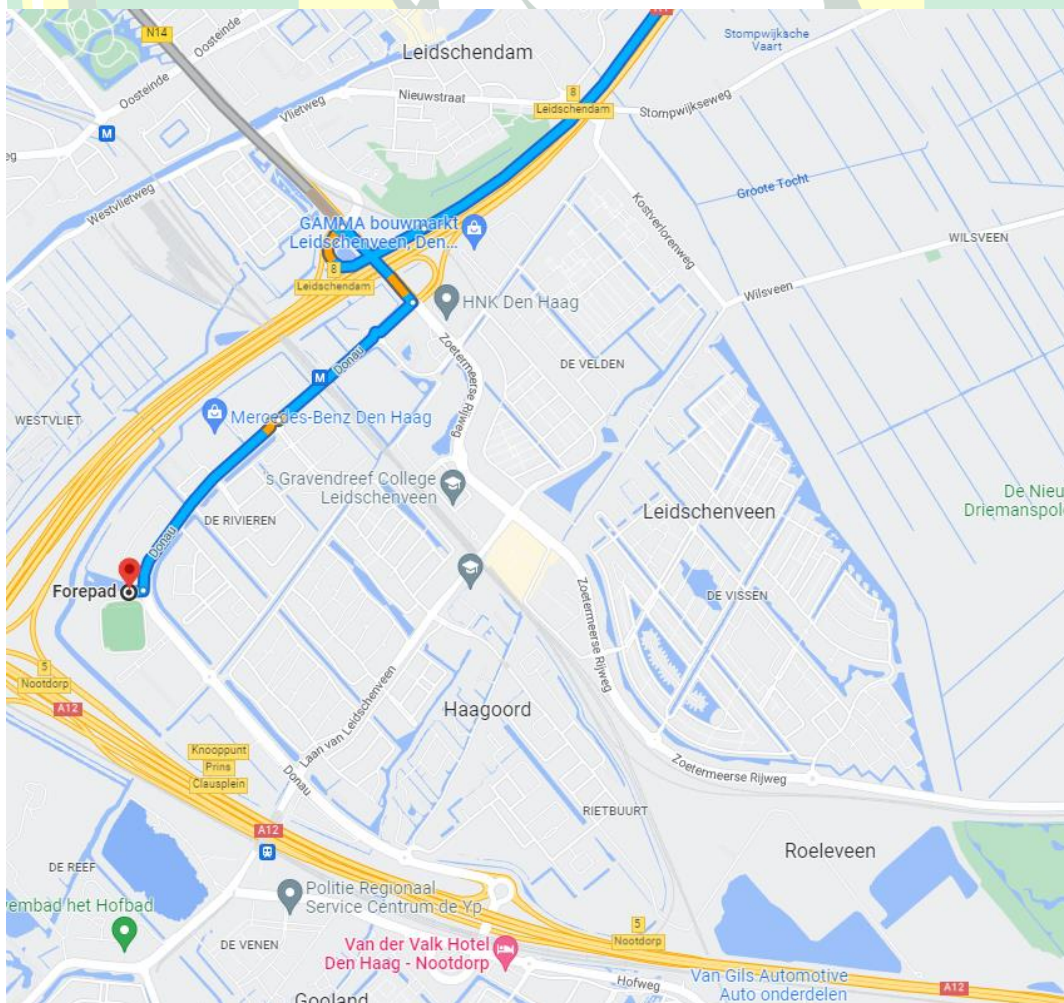 N14
Oosteinde
Oosteinde
Leidschendam
Stompwijksche
Vaart
Vlietweg
Nieuwstraat
8
Leidschendam
Stompwijkseweg
M
Westvlietweg
Groote Tocht
Kostverlorenweg
WILSVEEN
GAMMA bouwmarkt
Leidschenveen, Den...
8
Leidschendam
Wilsveen
HNK Den Haag
Zoetermeerse Rijweg
DE VELDEN
Donau
M
WESTVLIET
Mercedes-Benz Den Haag
's Gravendreef College
Leidschenveen
De Nieu
Driemanspol
Leidschenveen
DE RIVIEREN
Donau
Forepad
DE VISSEN
Zoetermeerse Rijweg
5
Nootdorp
A12
Laan van Leidschenveen
Haagoord
Knooppunt
Prins
Clausplein
Donau
Zoetermeerse Rijweg
RIETBUURT
A12
Roeleveen
DE REEF
Politie Regionaal
Service Centrum de Yp
embad het Hofbad
5
Nootdorp
DE VENEN
Van der Valk Hotel
Den Haag - Nootdorp
Hofweg
Van Gils Automotive
Auto onderdelen
A12
Gooland